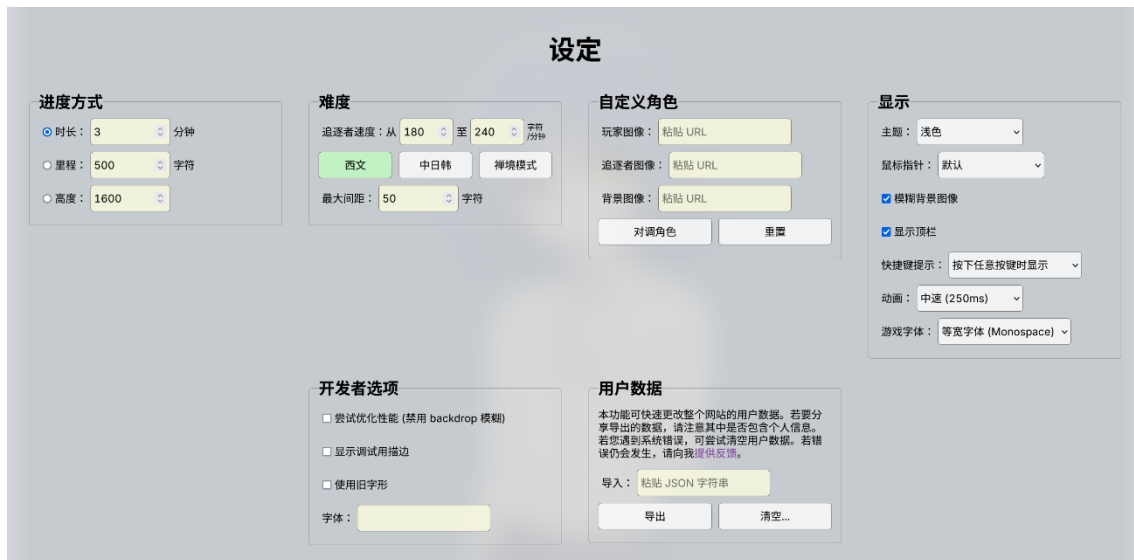 设定
进度方式
时长： 3 分钟
里程： 500 字符
高度： 1600
难度
追逐者速度：从 180 至 240 字符/分钟
西文 中日韩 禅境模式
最大间距： 50 字符
自定义角色
玩家图像： 粘贴 URL
追逐者图像： 粘贴 URL
背景图像： 粘贴 URL
对调角色 重置
显示
主题： 浅色
鼠标指针： 默认
模糊背景图像
显示顶栏
快捷键提示： 按下任意按键时显示
动画： 中速 (250ms)
游戏字体： 等宽字体 (Monospace)
开发者选项
尝试优化性能 (禁用 backdrop 模糊)
显示调试用描边
使用旧字形
字体：
用户数据
本功能可快速更改整个网站的用户数据。若要分
享导出的数据，请注意其中是否包含个人信息。
若您遇到系统错误，可尝试清空用户数据。若错
误仍会发生，请向我提供反馈。
导入： 粘贴 JSON 字符串
导出 清空...